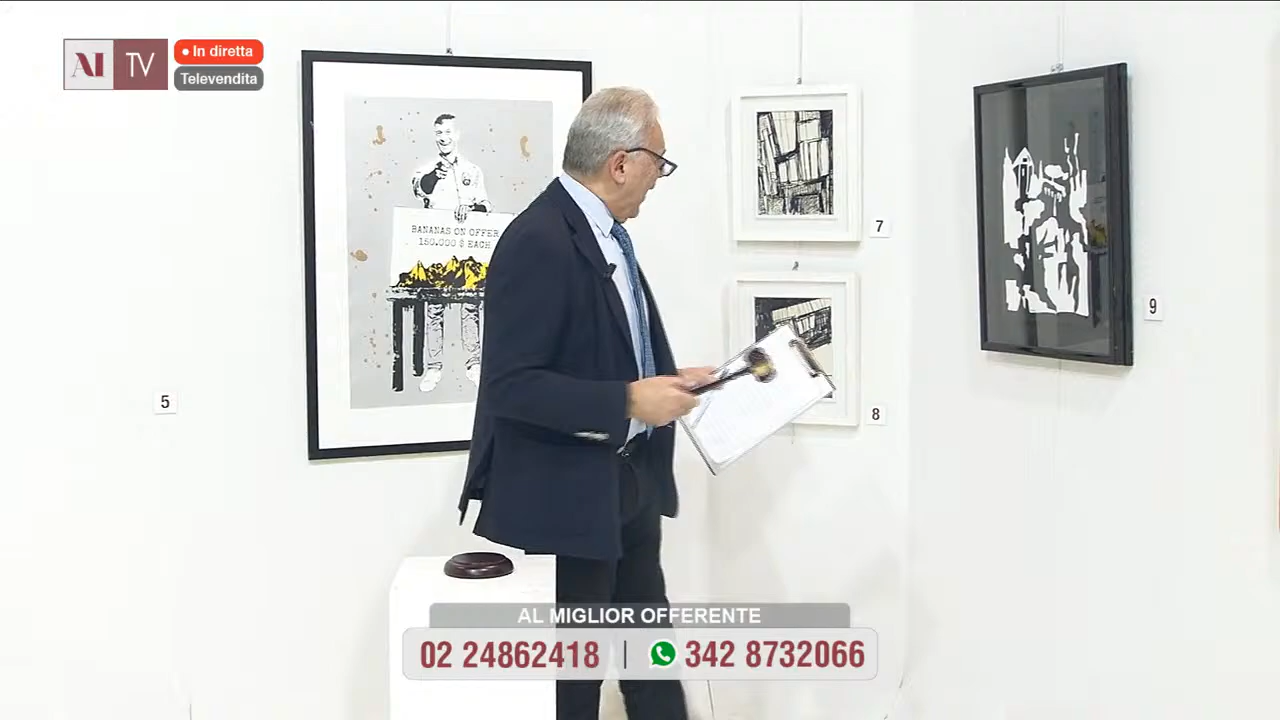 AI TV
• In diretta
Televendita
BANANAS ON OFFER
150.000 $ EACH
7
9
5
8
AL MIGLIOR OFFERENTE
02 24862418 | 342 8732066